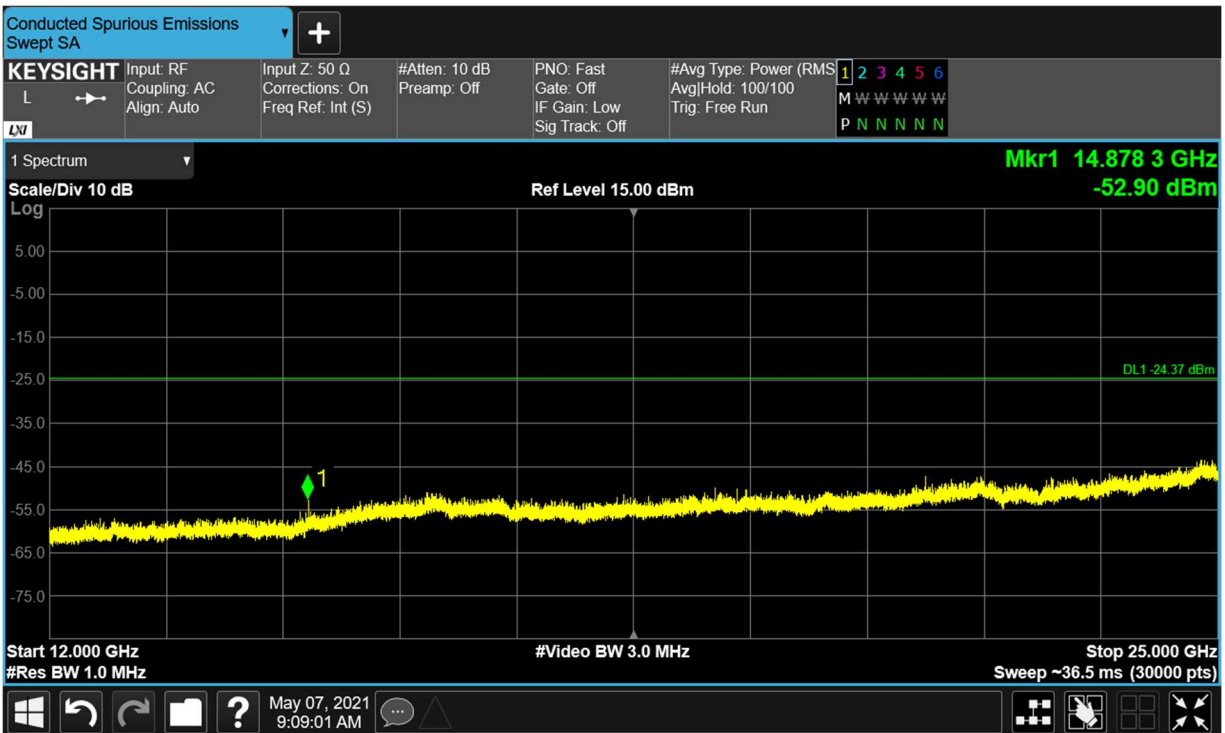 Conducted Spurious Emissions
Swept SA
KEYSIGHT
L
LXI
Input: RF
Coupling: AC
Align: Auto
Input Z: 50 Ω
Corrections: On
Freq Ref: Int (S)
#Atten: 10 dB
Preamp: Off
PNO: Fast
Gate: Off
IF Gain: Low
Sig Track: Off
#Avg Type: Power (RMS
Avg|Hold: 100/100
Trig: Free Run
1 2 3 4 5 6
M W W W W W
P N N N N N
1 Spectrum
Mkr1 14.878 3 GHz
Scale/Div 10 dB
Ref Level 15.00 dBm
-52.90 dBm
Log
5.00
-5.00
-15.0
DL1 -24.37 dBm
-25.0
-35.0
-45.0
1
-55.0
-65.0
-75.0
Start 12.000 GHz
#Video BW 3.0 MHz
Stop 25.000 GHz
#Res BW 1.0 MHz
Sweep ~36.5 ms (30000 pts)
?
May 07, 2021
9:09:01 AM